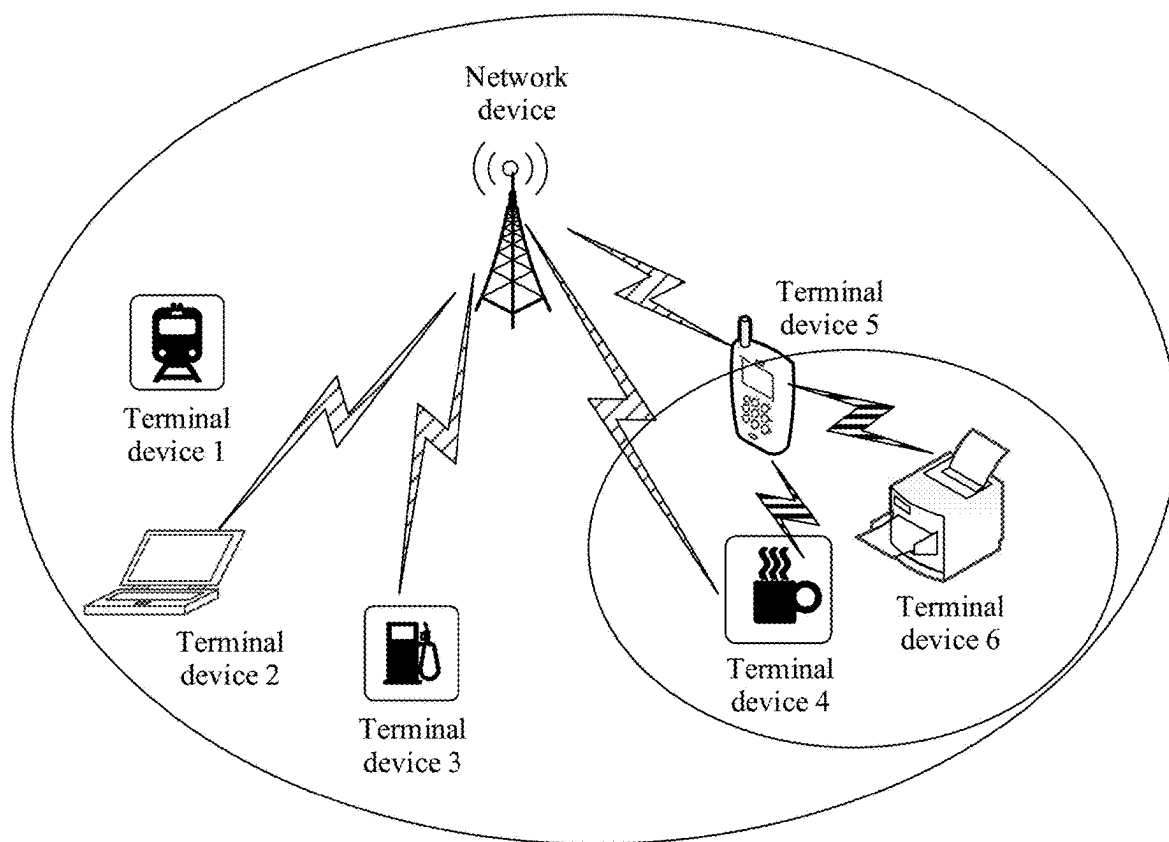 Network
device
Terminal
device 5
Terminal
device 1
Terminal
device 2
Terminal
device 3
Terminal
device 4
Terminal
device 6